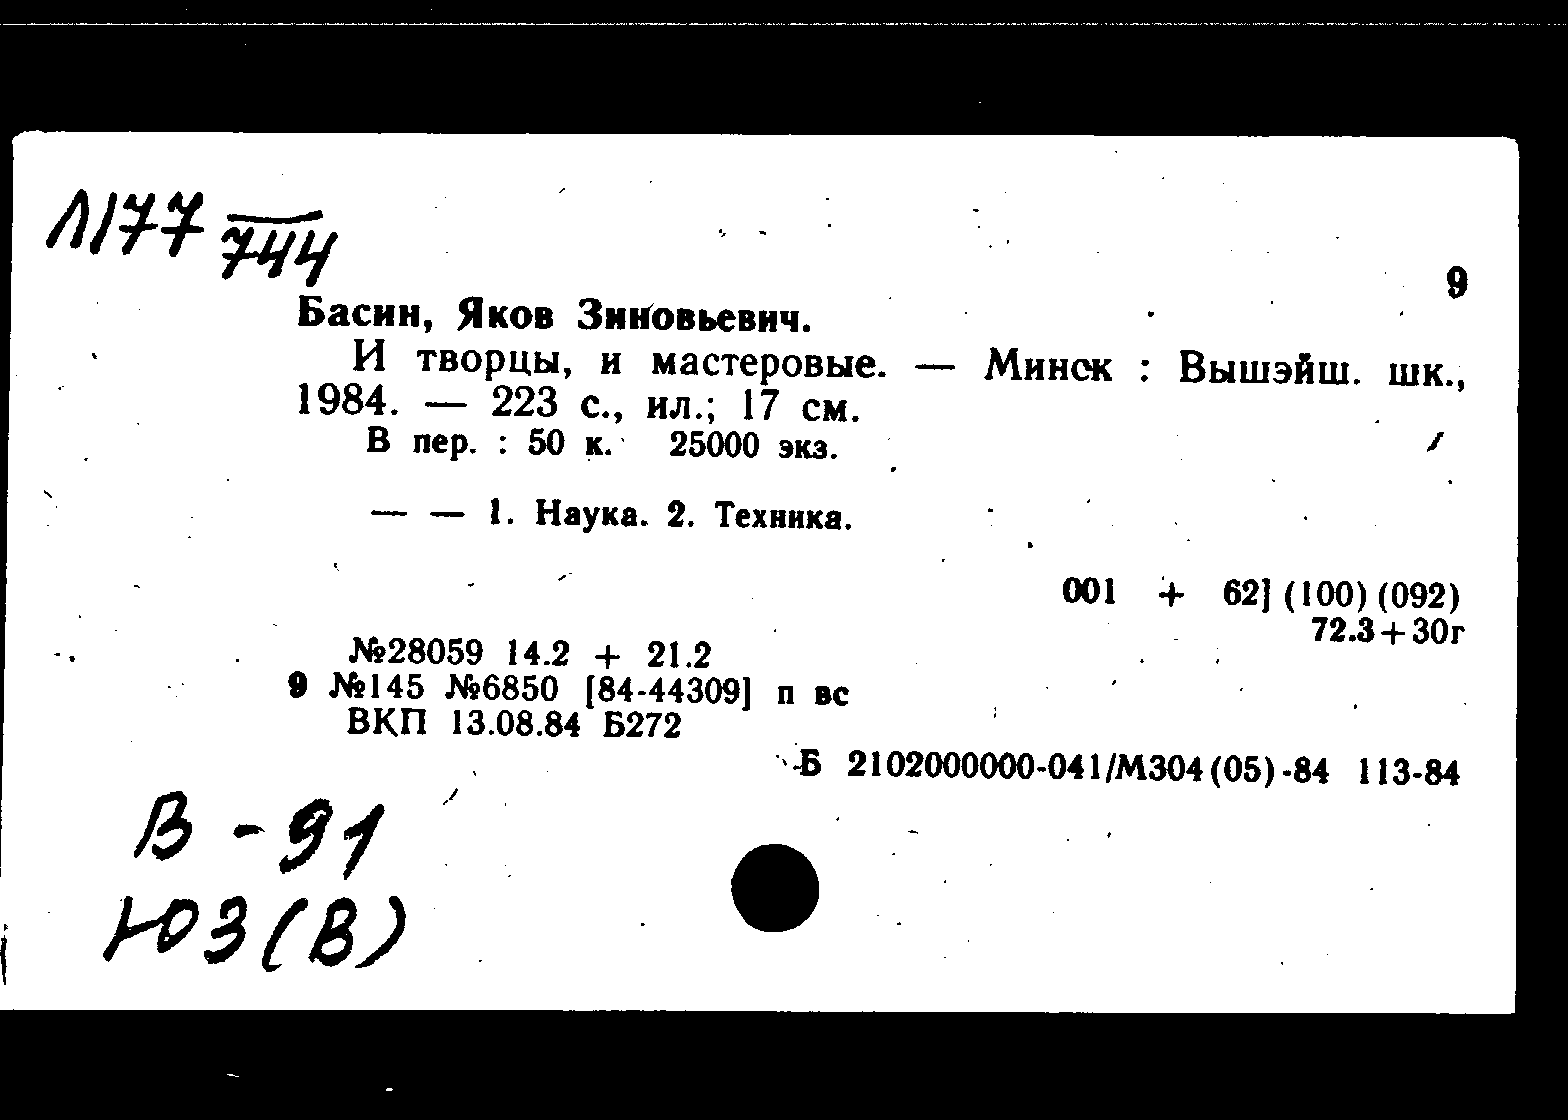 Л177 744
9
Басин, Яков Зиновьевич.
И творцы, и мастеровые. — Минск : Вышэйш. шк.,
1984. — 223 с., ил.; 17 см.
В пер. : 50 к. 25000 экз.
— — 1. Наука. 2. Техника.
001 + 62] (100) (092)
72.3+30г
№28059 14.2 + 21.2
9 №145 №6850 [84-44309] п вс
ВКП 13.08.84 Б272
Б 2102000000-041/М304(05)-84 113-84
В - 91
Ю3(В)